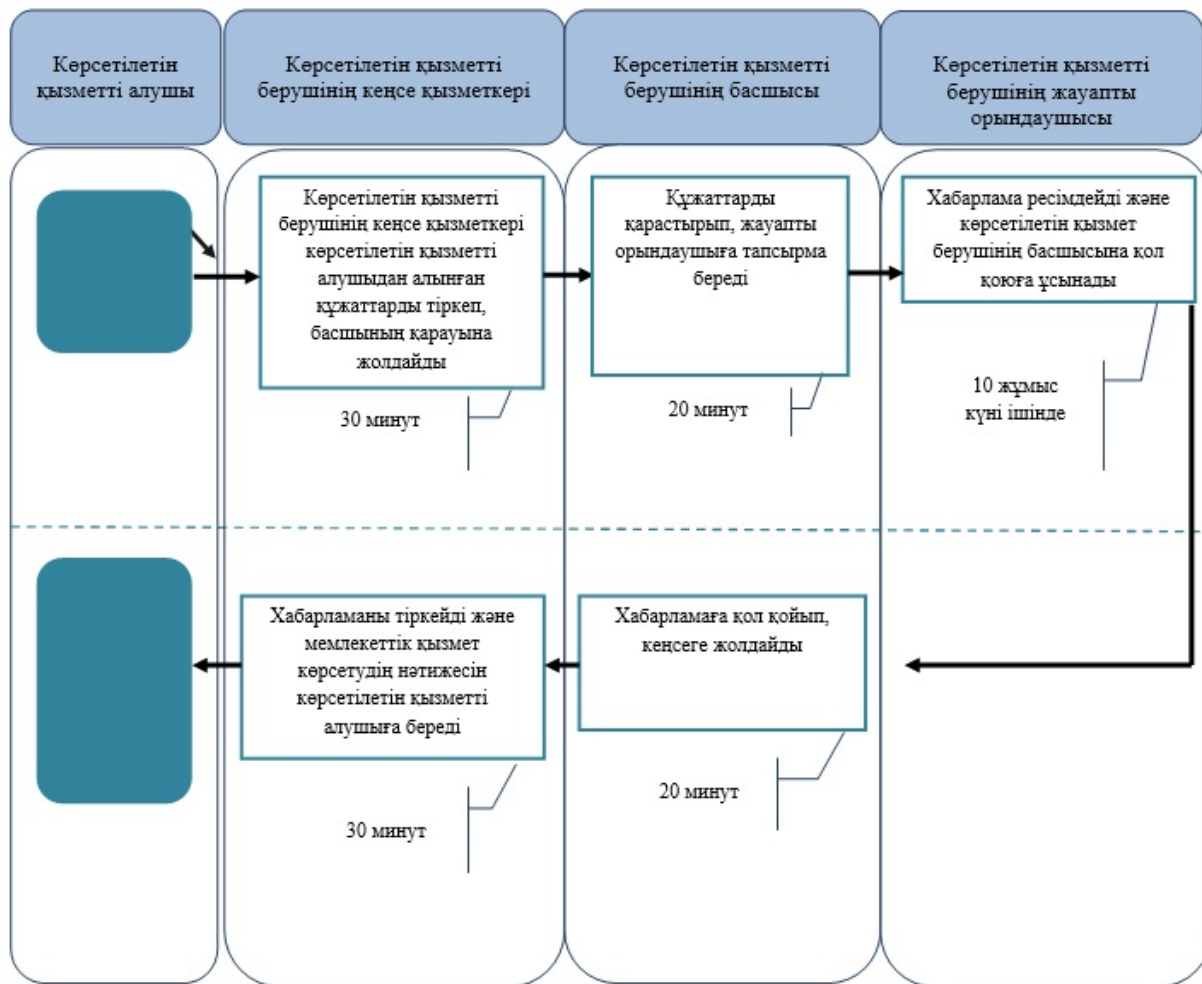 Көрсетілетін
қызметті алушы
Көрсетілетін қызметті
берушінің кеңсе қызметкері
Көрсетілетін қызметті
берушінің басшысы
Көрсетілетін қызметті
берушінің жауапты
орындаушысы
Көрсетілетін қызметті
берушінің кеңсе қызметкері
көрсетілетін қызметті
алушыдан алынған
құжаттарды тіркеп,
басшының қарауына
жолдайды
30 минут
Құжаттарды
қарастырып, жауапты
орындаушыға тапсырма
береді
20 минут
Хабарлама ресімдейді және
көрсетілетін қызмет
берушінің басшысына қол
қоюға ұсынады
10 жұмыс
күні ішінде
Хабарламаны тіркейді және
мемлекеттік қызмет
көрсетудің нәтижесін
көрсетілетін қызметті
алушыға береді
30 минут
Хабарламаға қол қойып,
кеңсеге жолдайды
20 минут